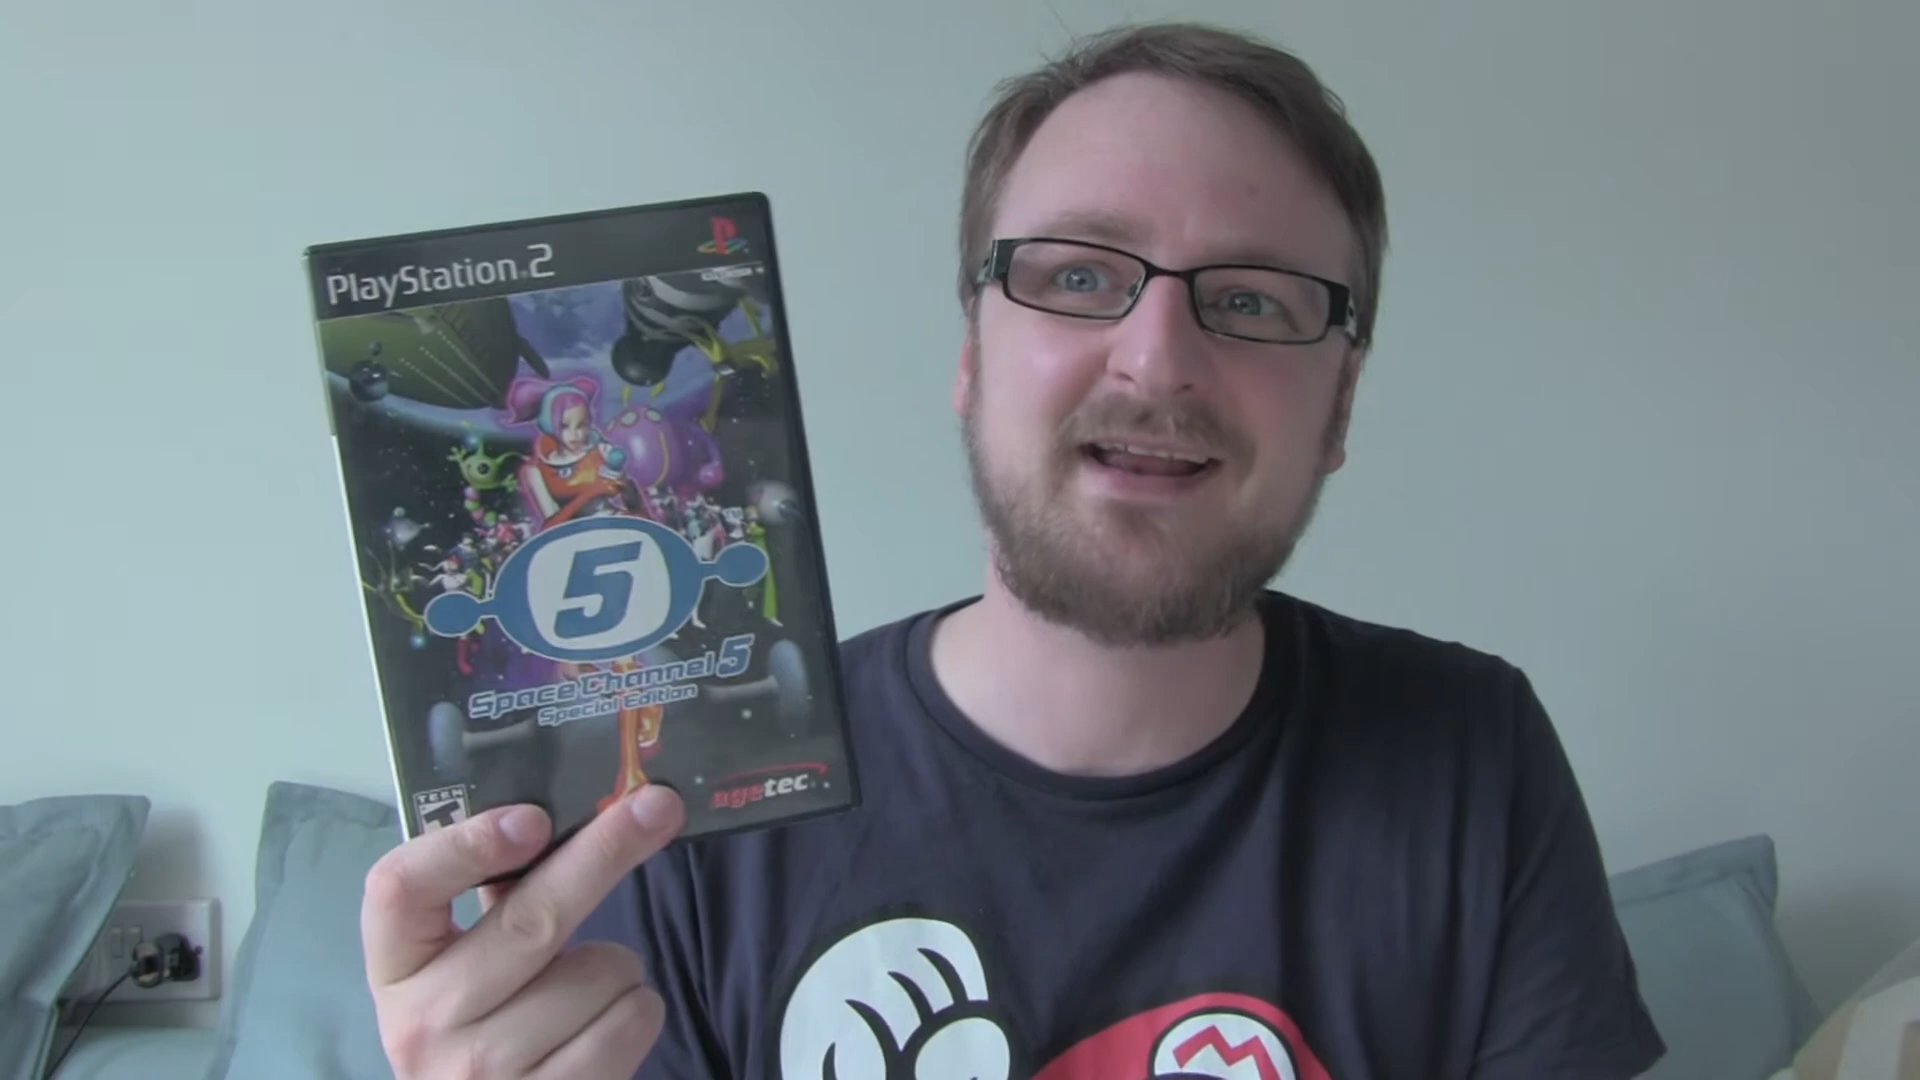 PlayStation.2
5
Space Channel 5
Special Edition
TEEN
T
agetec
M